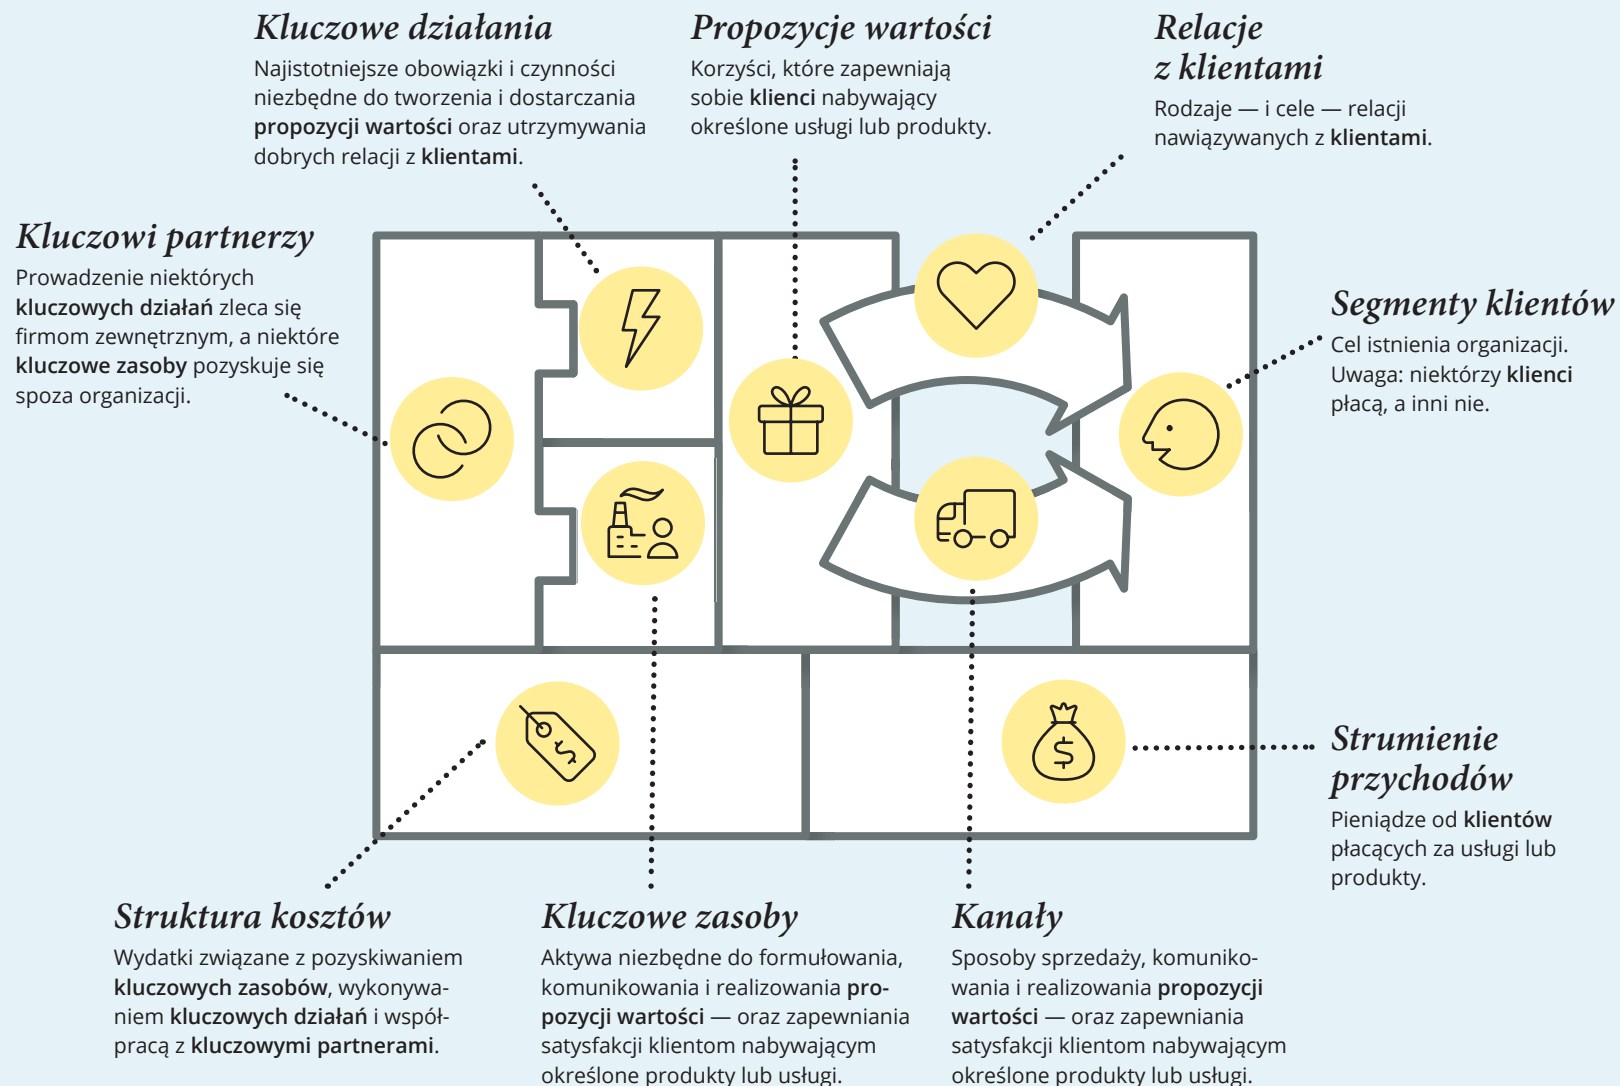 Kluczowe działania
Najistotniejsze obowiązki i czynności
niezbędne do tworzenia i dostarczania
propozycji wartości oraz utrzymywania
dobrych relacji z klientami.
Propozycje wartości
Korzyści, które zapewniają
sobie klienci nabywający
określone usługi lub produkty.
Relacje
z klientami
Rodzaje — i cele — relacji
nawiązywanych z klientami.
Kluczowi partnerzy
Prowadzenie niektórych
kluczowych działań zleca się
firmom zewnętrznym, a niektóre
kluczowe zasoby pozyskuje się
spoza organizacji.
Segmenty klientów
Cel istnienia organizacji.
Uwaga: niektórzy klienci
płacą, a inni nie.
$
$
Strumienie
przychodów
Pieniądze od klientów
płacących za usługi lub
produkty.
Struktura kosztów
Wydatki związane z pozyskiwaniem
kluczowych zasobów, wykonywa-
niem kluczowych działań i współ-
pracą z kluczowymi partnerami.
Kluczowe zasoby
Aktywa niezbędne do formułowania,
komunikowania i realizowania pro-
pozycji wartości — oraz zapewniania
satysfakcji klientom nabywającym
określone produkty lub usługi.
Kanały
Sposoby sprzedaży, komuniko-
wania i realizowania propozycji
wartości — oraz zapewniania
satysfakcji klientom nabywającym
określone produkty lub usługi.